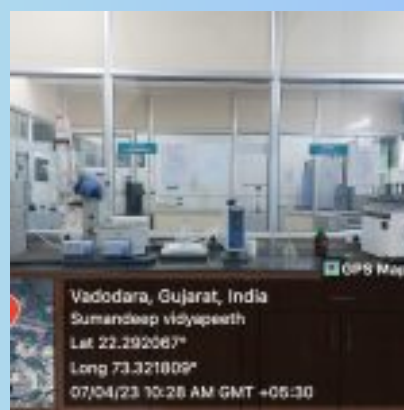 GPS Map
Vadodara, Gujarat, India
Sumandeep vidyapeeth
Lat 22.292067°
Long 73.321809°
07/04/23 10:28 AM GMT +05:30